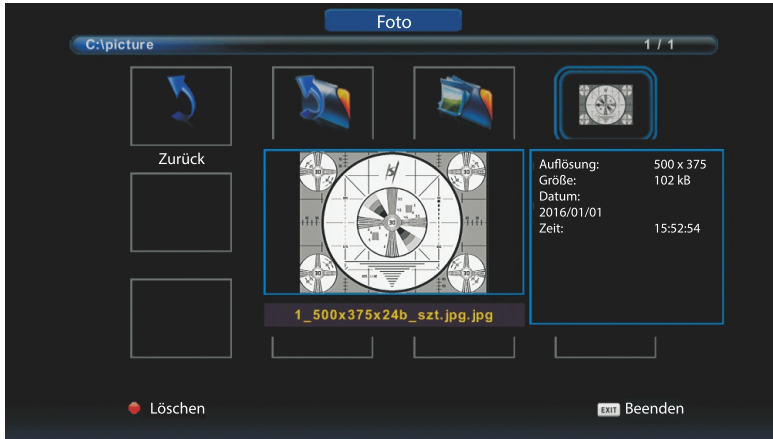 Foto
C:\picture
1 / 1
Zurück
Auflösung: 500 x 375
Größe: 102 kB
Datum:
2016/01/01
Zeit: 15:52:54
1_500x375x24b_szt.jpg.jpg
Löschen
EXIT Beenden